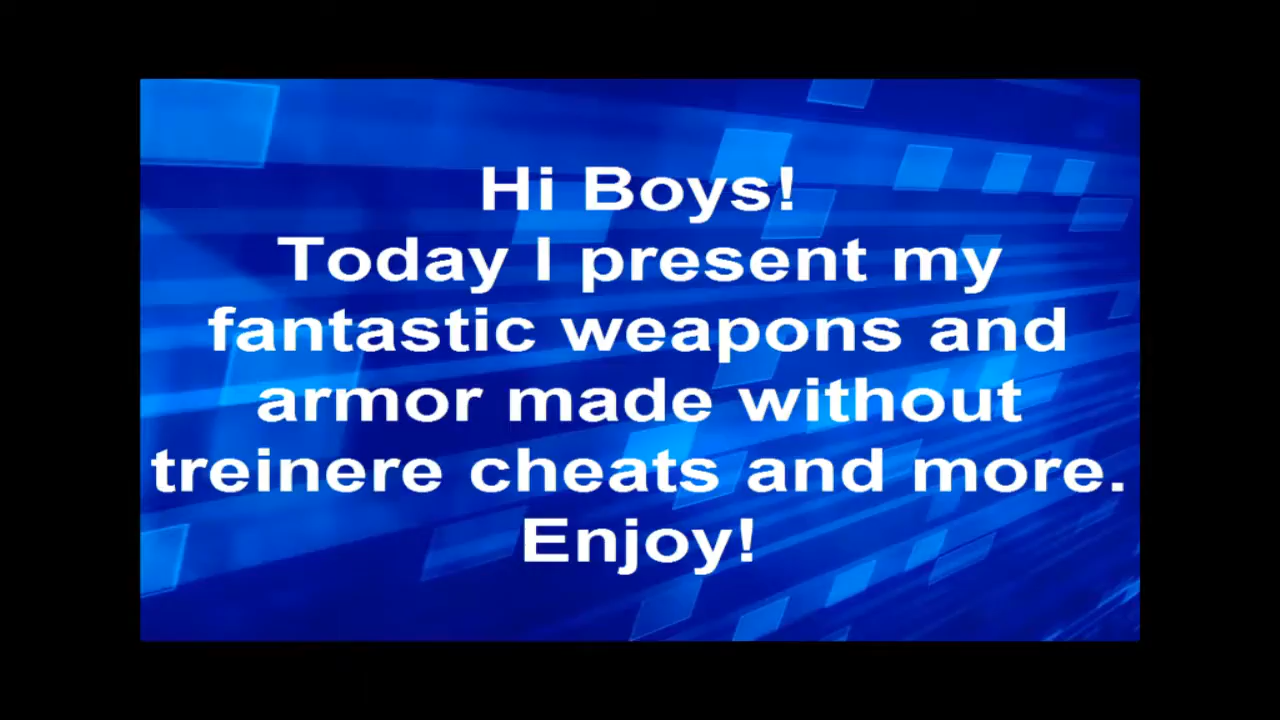 Hi Boys!
Today I present my
fantastic weapons and
armor made without
treinere cheats and more.
Enjoy!